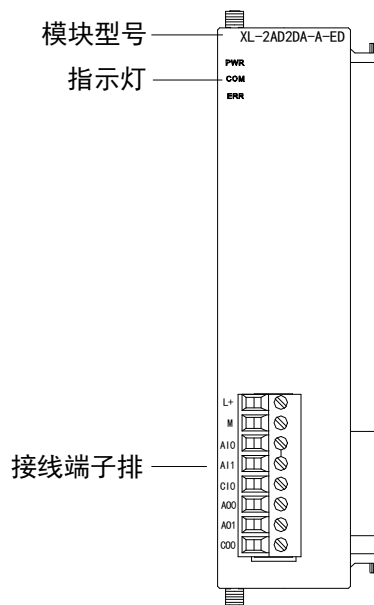 模块型号
XL-2AD2DA-A-ED
指示灯
PWR
COM
ERR
接线端子排
L+
M
AI0
AI1
CI0
AO0
AO1
CO0